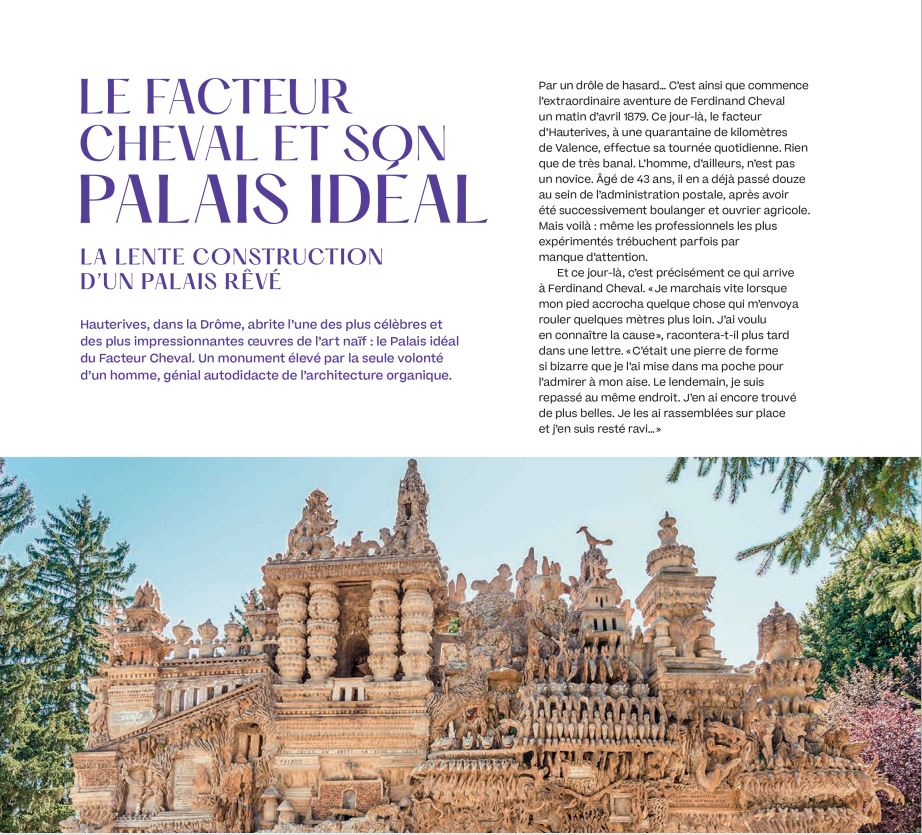 LE FACTEUR
CHEVAL ET SON
PALAIS IDÉAL
LA LENTE CONSTRUCTION
D'UN PALAIS RÊVÉ
Hauterives, dans la Drôme, abrite l'une des plus célèbres et
des plus impressionnantes œuvres de l'art naïf : le Palais idéal
du Facteur Cheval. Un monument élevé par la seule volonté
d'un homme, génial autodidacte de l'architecture organique.
Par un drôle de hasard… C'est ainsi que commence
l'extraordinaire aventure de Ferdinand Cheval
un matin d'avril 1879. Ce jour-là, le facteur
d'Hauterives, à une quarantaine de kilomètres
de Valence, effectue sa tournée quotidienne. Rien
que de très banal. L'homme, d'ailleurs, n'est pas
un novice. Âgé de 43 ans, il en a déjà passé douze
au sein de l'administration postale, après avoir
été successivement boulanger et ouvrier agricole.
Mais voilà : même les professionnels les plus
expérimentés trébuchent parfois par
manque d'attention.
Et ce jour-là, c'est précisément ce qui arrive
à Ferdinand Cheval. « Je marchais vite lorsque
mon pied accrocha quelque chose qui m'envoya
rouler quelques mètres plus loin. J'ai voulu
en connaître la cause », racontera-t-il plus tard
dans une lettre. « C'était une pierre de forme
si bizarre que je l'ai mise dans ma poche pour
l'admirer à mon aise. Le lendemain, je suis
repassé au même endroit. J'en ai encore trouvé
de plus belles. Je les ai rassemblées sur place
et j'en suis resté ravi… »